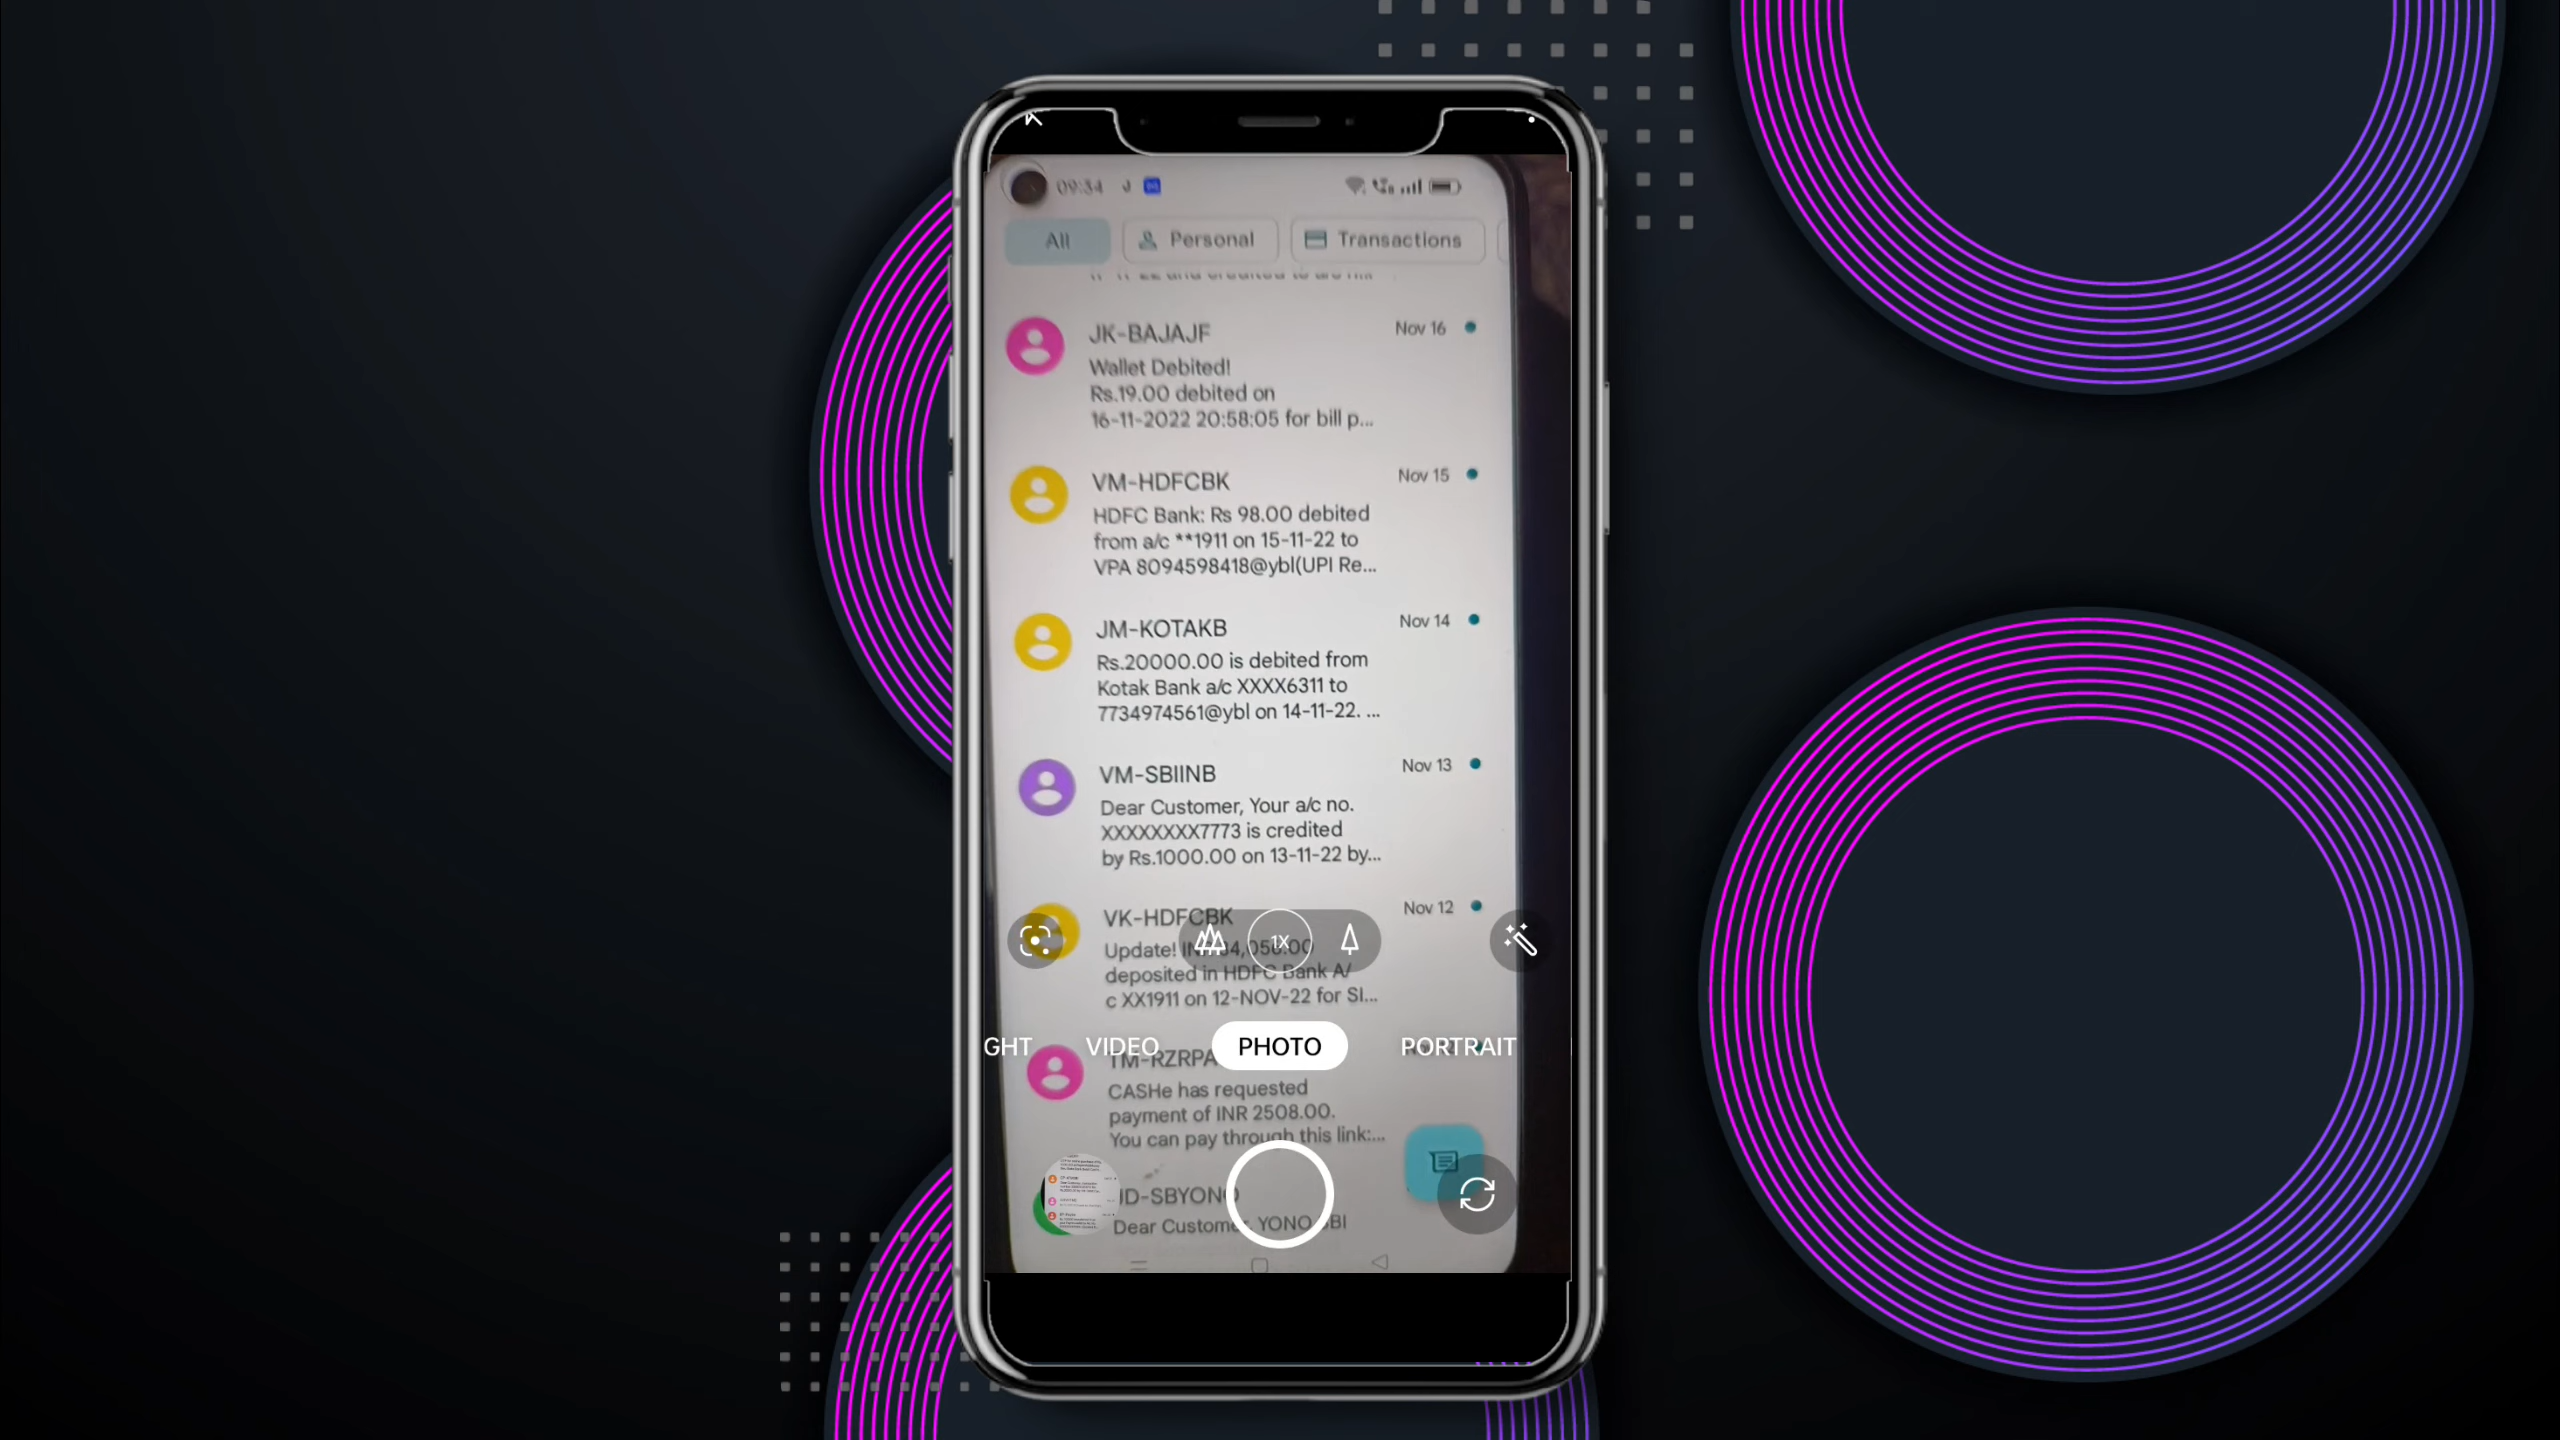 09:34
All
Personal
Transactions
JK-BAJAJF
Nov 16
Wallet Debited!
Rs.19.00 debited on
16-11-2022 20:58:05 for bill p...
VM-HDFCBK
Nov 15
HDFC Bank: Rs 98.00 debited
from a/c **1911 on 15-11-22 to
VPA 8094598418@ybl(UPI Re...
JM-KOTAKB
Nov 14
Rs.20000.00 is debited from
Kotak Bank a/c XXXX6311 to
7734974561@ybl on 14-11-22. ...
VM-SBIINB
Nov 13
Dear Customer, Your a/c no.
XXXXXXXX7773 is credited
by Rs.1000.00 on 13-11-22 by...
VK-HDFCBK
Nov 12
Update!
1X
deposited in HDFC Bank A/
c XX1911 on 12-NOV-22 for SI...
GHT
VIDEO
PHOTO
PORTRAIT
TM-RZRPA
CASHe has requested
payment of INR 2508.00.
You can pay through this link:...
JD-SBYONO
Dear Customer, YONO SBI